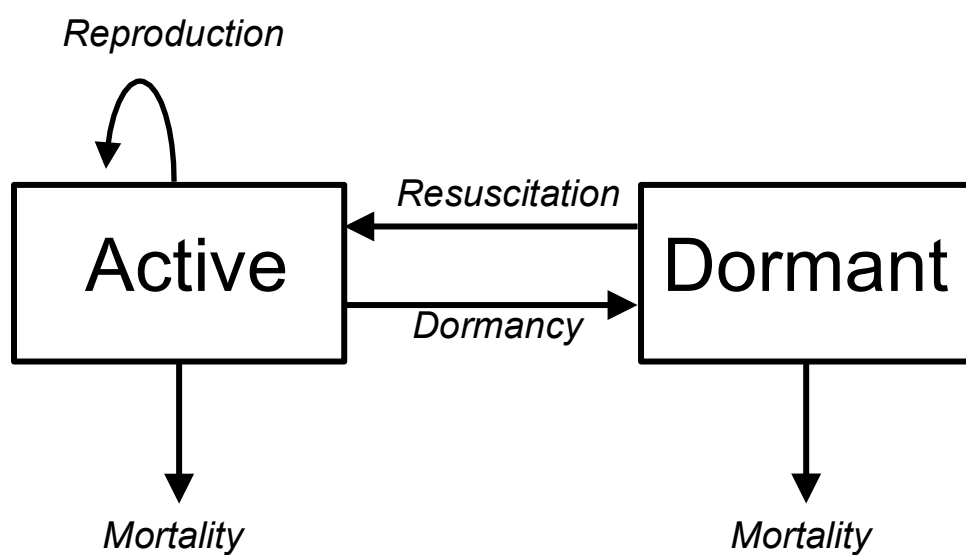 Reproduction
Resuscitation
Active
Dormant
Dormancy
Mortality
Mortality